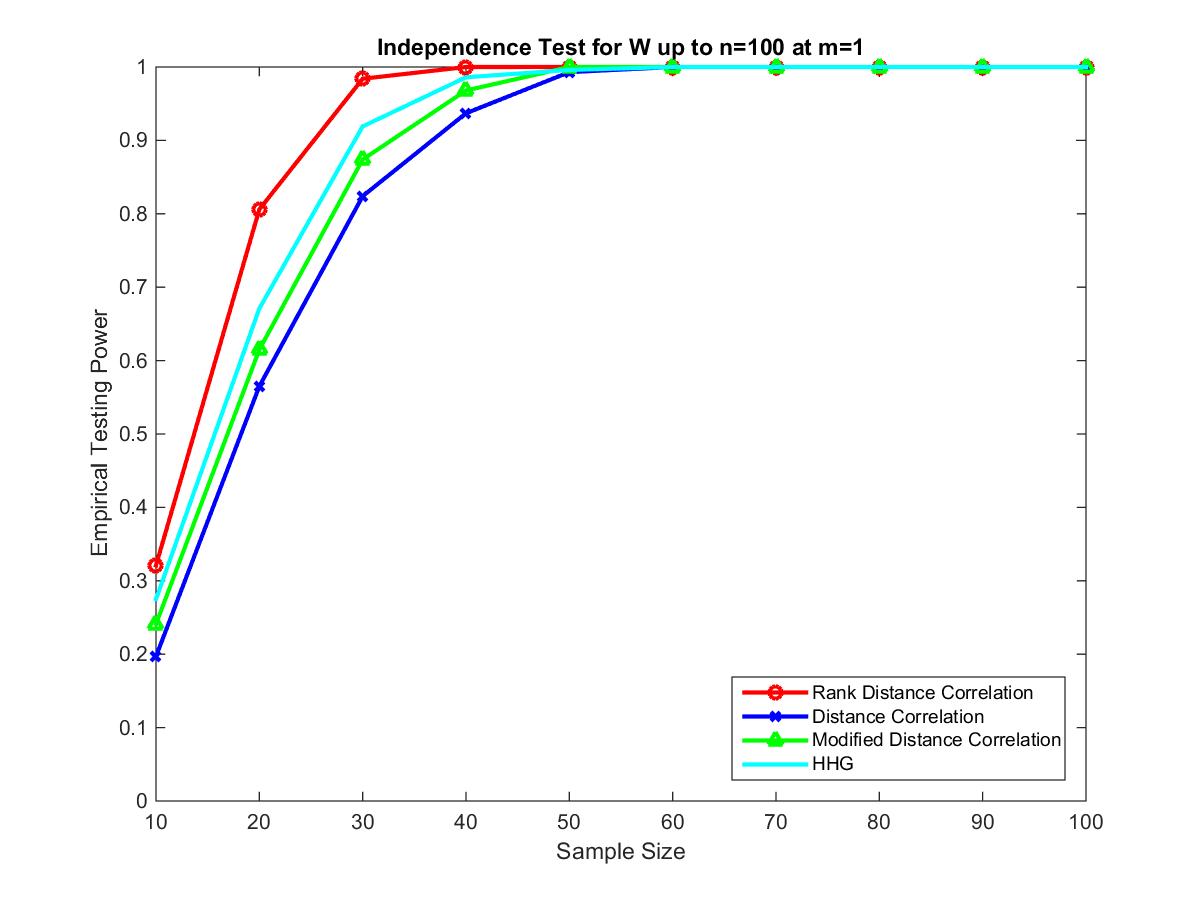 Independence Test for W up to n=100 at m=1
1
0.9
0.8
0.7
0.6
0.5
0.4
0.3
0.2
0.1
0
Empirical Testing Power
10 20 30 40 50 60 70 80 90 100
Sample Size
Rank Distance Correlation
Distance Correlation
Modified Distance Correlation
HHG